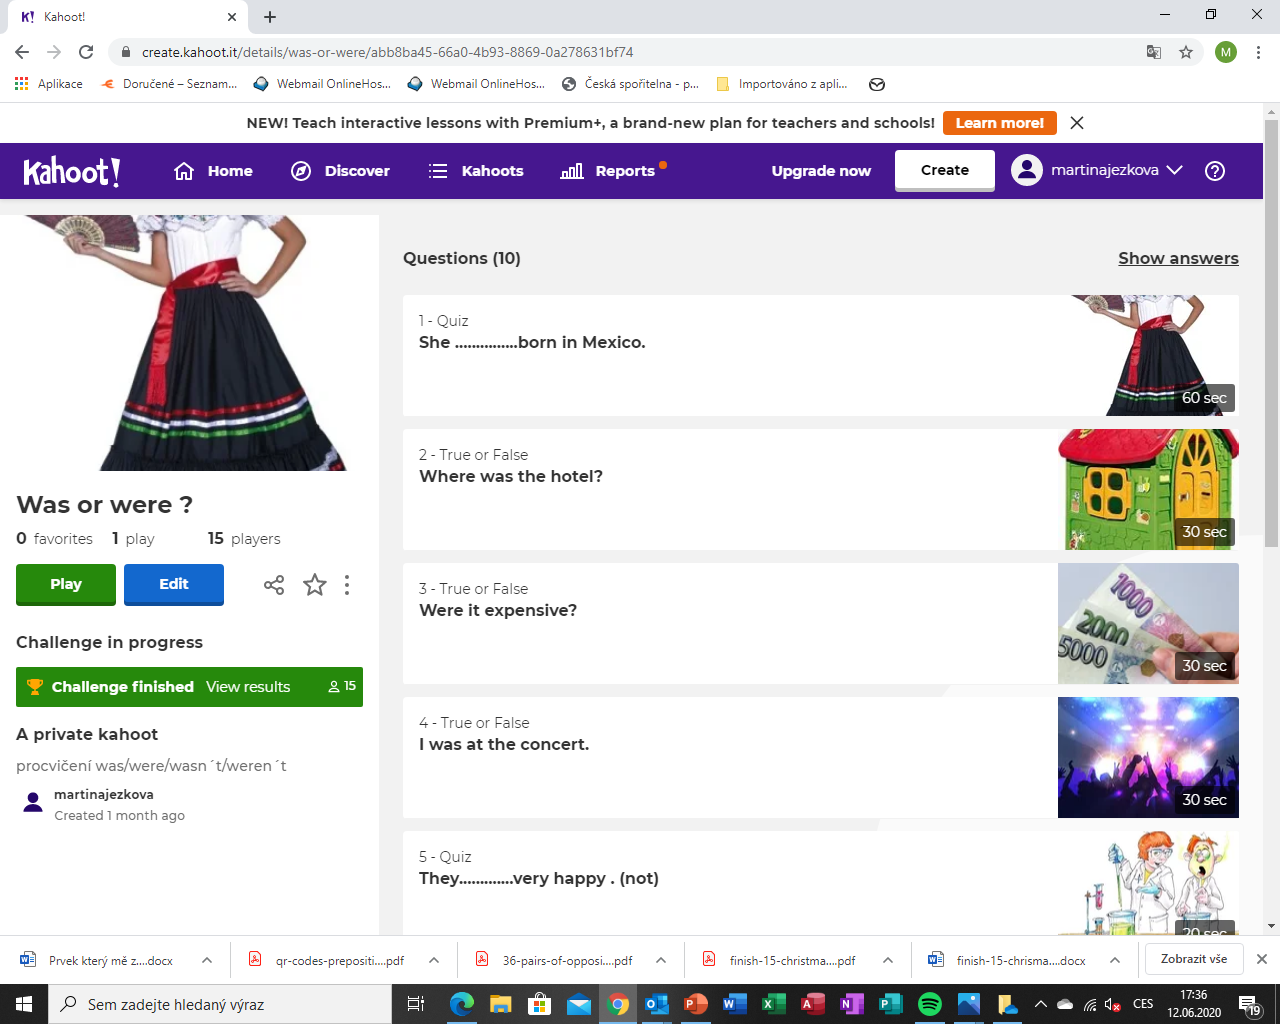 Kahoot!
create.kahoot.it/details/was-or-were/abb8ba45-66a0-4b93-8869-0a278631bf74
M
Aplikace
Doručené – Seznam...
Webmail OnlineHos...
Webmail OnlineHos...
Česká spořitelna - p...
Importováno z apli...
NEW! Teach interactive lessons with Premium+, a brand-new plan for teachers and schools!
Learn more!
Kahoot!
Home
Discover
Kahoots
Reports
Upgrade now
Create
martinajezkova
Was or were ?
0 favorites
1 play
15 players
Play
Edit
Challenge in progress
Challenge finished
View results
15
A private kahoot
procvičení was/were/wasn´t/weren´t
martinajezkova
Created 1 month ago
Questions (10)
Show answers
1 - Quiz
She ...............born in Mexico.
60 sec
2 - True or False
Where was the hotel?
30 sec
3 - True or False
Were it expensive?
1000
2000
5000
30 sec
4 - True or False
I was at the concert.
30 sec
5 - Quiz
They.............very happy . (not)
20 sec
Prvek který mě z....docx
qr-codes-prepositi....pdf
36-pairs-of-opposi....pdf
finish-15-christma....pdf
finish-15-chrisma....docx
Zobrazit vše
Sem zadejte hledaný výraz
CES
17:36
12.06.2020
19